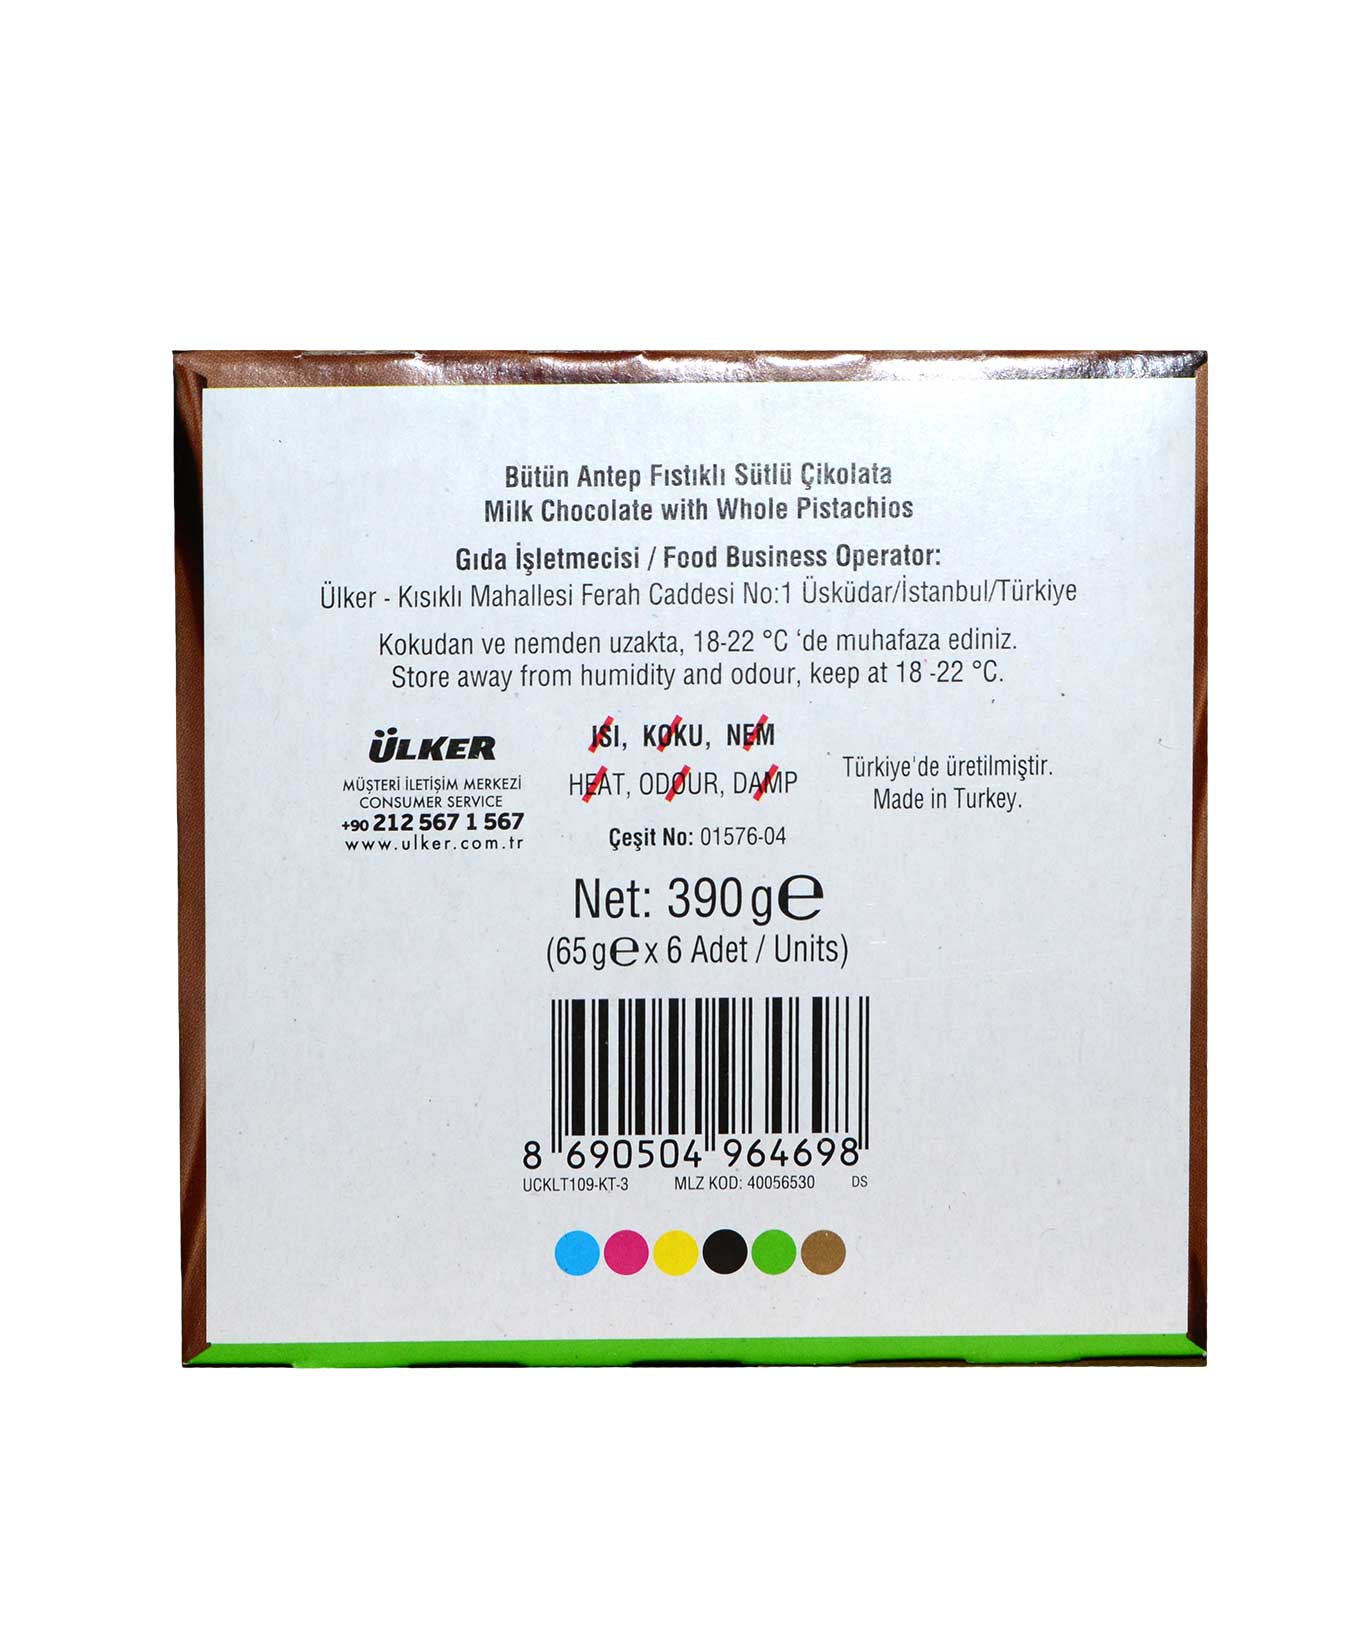 Bütün Antep Fıstıklı Sütlü Çikolata
Milk Chocolate with Whole Pistachios
Gıda İşletmecisi / Food Business Operator:
Ülker - Kısıklı Mahallesi Ferah Caddesi No:1 Üsküdar/İstanbul/Türkiye
Kokudan ve nemden uzakta, 18-22 °C ‘de muhafaza ediniz.
Store away from humidity and odour, keep at 18 -22 °C.
ÜLKER
MÜŞTERİ İLETİŞİM MERKEZİ
CONSUMER SERVICE
+90 212 567 1 567
www.ulker.com.tr
ISI, KOKU, NEM
HEAT, ODOUR, DAMP
Çeşit No: 01576-04
Türkiye'de üretilmiştir.
Made in Turkey.
Net: 390 g ℮
(65 g ℮ x 6 Adet / Units)
8 690504 964698
UCKLT109-KT-3 MLZ KOD: 40056530 DS